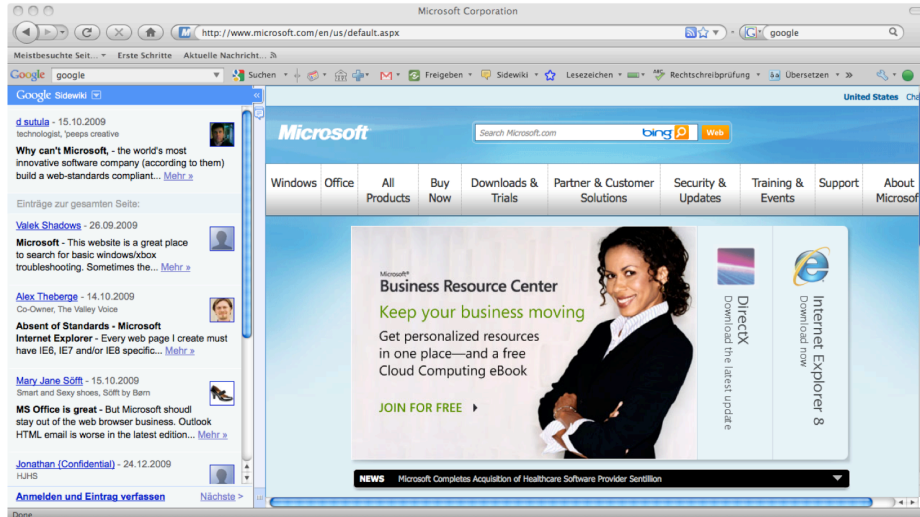 Microsoft Corporation
http://www.microsoft.com/en/us/default.aspx
google
Meistbesuchte Seit... Erste Schritte Aktuelle Nachricht...
Google google Suchen Freigeben Sidewiki Lesezeichen Rechtschreibprüfung Übersetzen »
Google Sidewiki
«
United States
d sutula - 15.10.2009
technologist, 'peeps creative
Why can't Microsoft, - the world's most
innovative software company (according to them)
build a web-standards compliant... Mehr »
Einträge zur gesamten Seite:
Valek Shadows - 26.09.2009
Microsoft - This website is a great place
to search for basic windows/xbox
troubleshooting. Sometimes the... Mehr »
Alex Theberge - 14.10.2009
Co-Owner, The Valley Voice
Absent of Standards - Microsoft
Internet Explorer - Every web page I create must
have IE6, IE7 and/or IE8 specific... Mehr »
Mary Jane Söfft - 15.10.2009
Smart and Sexy shoes, Söfft by Børn
MS Office is great - But Microsoft shoudl
stay out of the web browser business. Outlook
HTML email is worse in the latest edition... Mehr »
Jonathan {Confidential) - 24.12.2009
HJHS
Anmelden und Eintrag verfassen Nächste >
Microsoft
Search Microsoft.com bing Web
Windows Office All Products Buy Now Downloads & Trials Partner & Customer Solutions Security & Updates Training & Events Support About Microsof
Microsoft®
Business Resource Center
Keep your business moving
Get personalized resources
in one place—and a free
Cloud Computing eBook
JOIN FOR FREE
DirectX
Download the latest update
Internet Explorer 8
Download now
NEWS Microsoft Completes Acquisition of Healthcare Software Provider Sentillion
Done